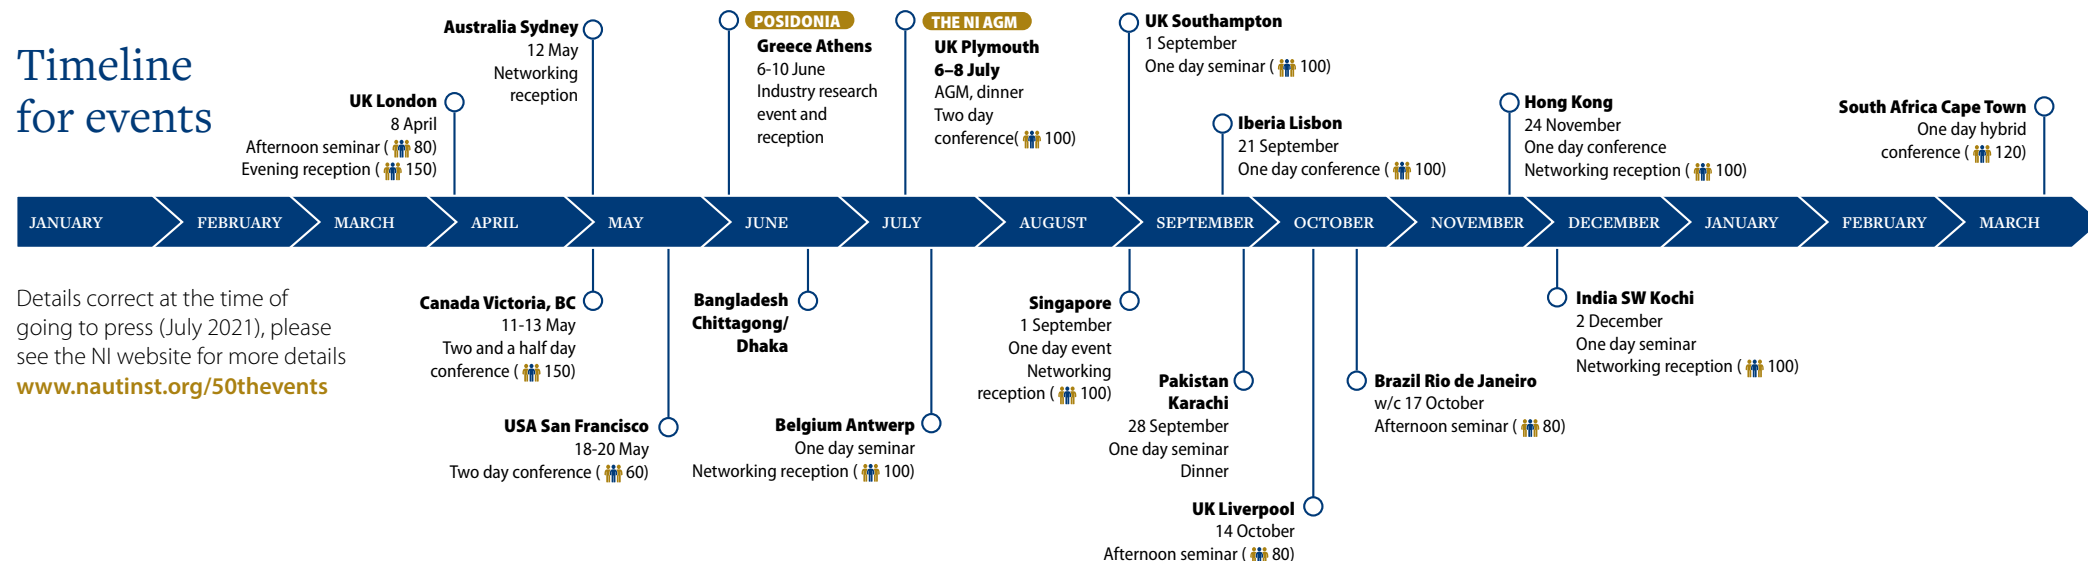 Timeline
for events
UK London
8 April
Afternoon seminar ( 80)
Evening reception ( 150)
Australia Sydney
12 May
Networking
reception
POSIDONIA
Greece Athens
6-10 June
Industry research
event and
reception
THE NI AGM
UK Plymouth
6–8 July
AGM, dinner
Two day
conference( 100)
UK Southampton
1 September
One day seminar ( 100)
Iberia Lisbon
21 September
One day conference ( 100)
Hong Kong
24 November
One day conference
Networking reception ( 100)
South Africa Cape Town
One day hybrid
conference ( 120)
JANUARY FEBRUARY MARCH APRIL MAY JUNE JULY AUGUST SEPTEMBER OCTOBER NOVEMBER DECEMBER JANUARY FEBRUARY MARCH
Details correct at the time of
going to press (July 2021), please
see the NI website for more details
www.nautinst.org/50thevents
Canada Victoria, BC
11-13 May
Two and a half day
conference ( 150)
USA San Francisco
18-20 May
Two day conference ( 60)
Bangladesh
Chittagong/
Dhaka
Belgium Antwerp
One day seminar
Networking reception ( 100)
Singapore
1 September
One day event
Networking
reception ( 100)
Pakistan
Karachi
28 September
One day seminar
Dinner
UK Liverpool
14 October
Afternoon seminar ( 80)
Brazil Rio de Janeiro
w/c 17 October
Afternoon seminar ( 80)
India SW Kochi
2 December
One day seminar
Networking reception ( 100)